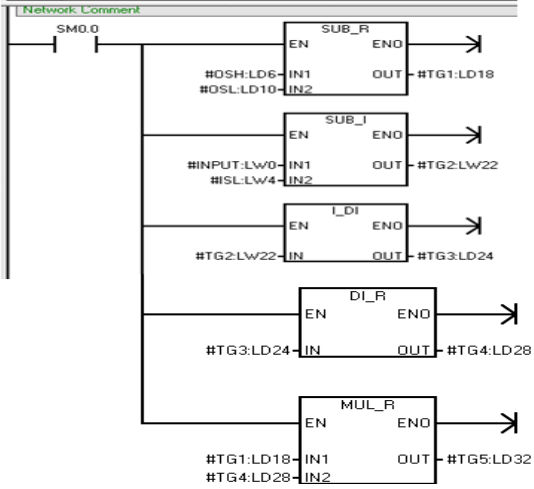 Network Comment
SM0.0
SUB_R
EN ENO
#OSH:LD6 IN1 OUT #TG1:LD18
#OSL:LD10 IN2
SUB_I
EN ENO
#INPUT:LW0 IN1 OUT #TG2:LW22
#ISL:LW4 IN2
I_DI
EN ENO
#TG2:LW22 IN OUT #TG3:LD24
DI_R
EN ENO
#TG3:LD24 IN OUT #TG4:LD28
MUL_R
EN ENO
#TG1:LD18 IN1 OUT #TG5:LD32
#TG4:LD28 IN2